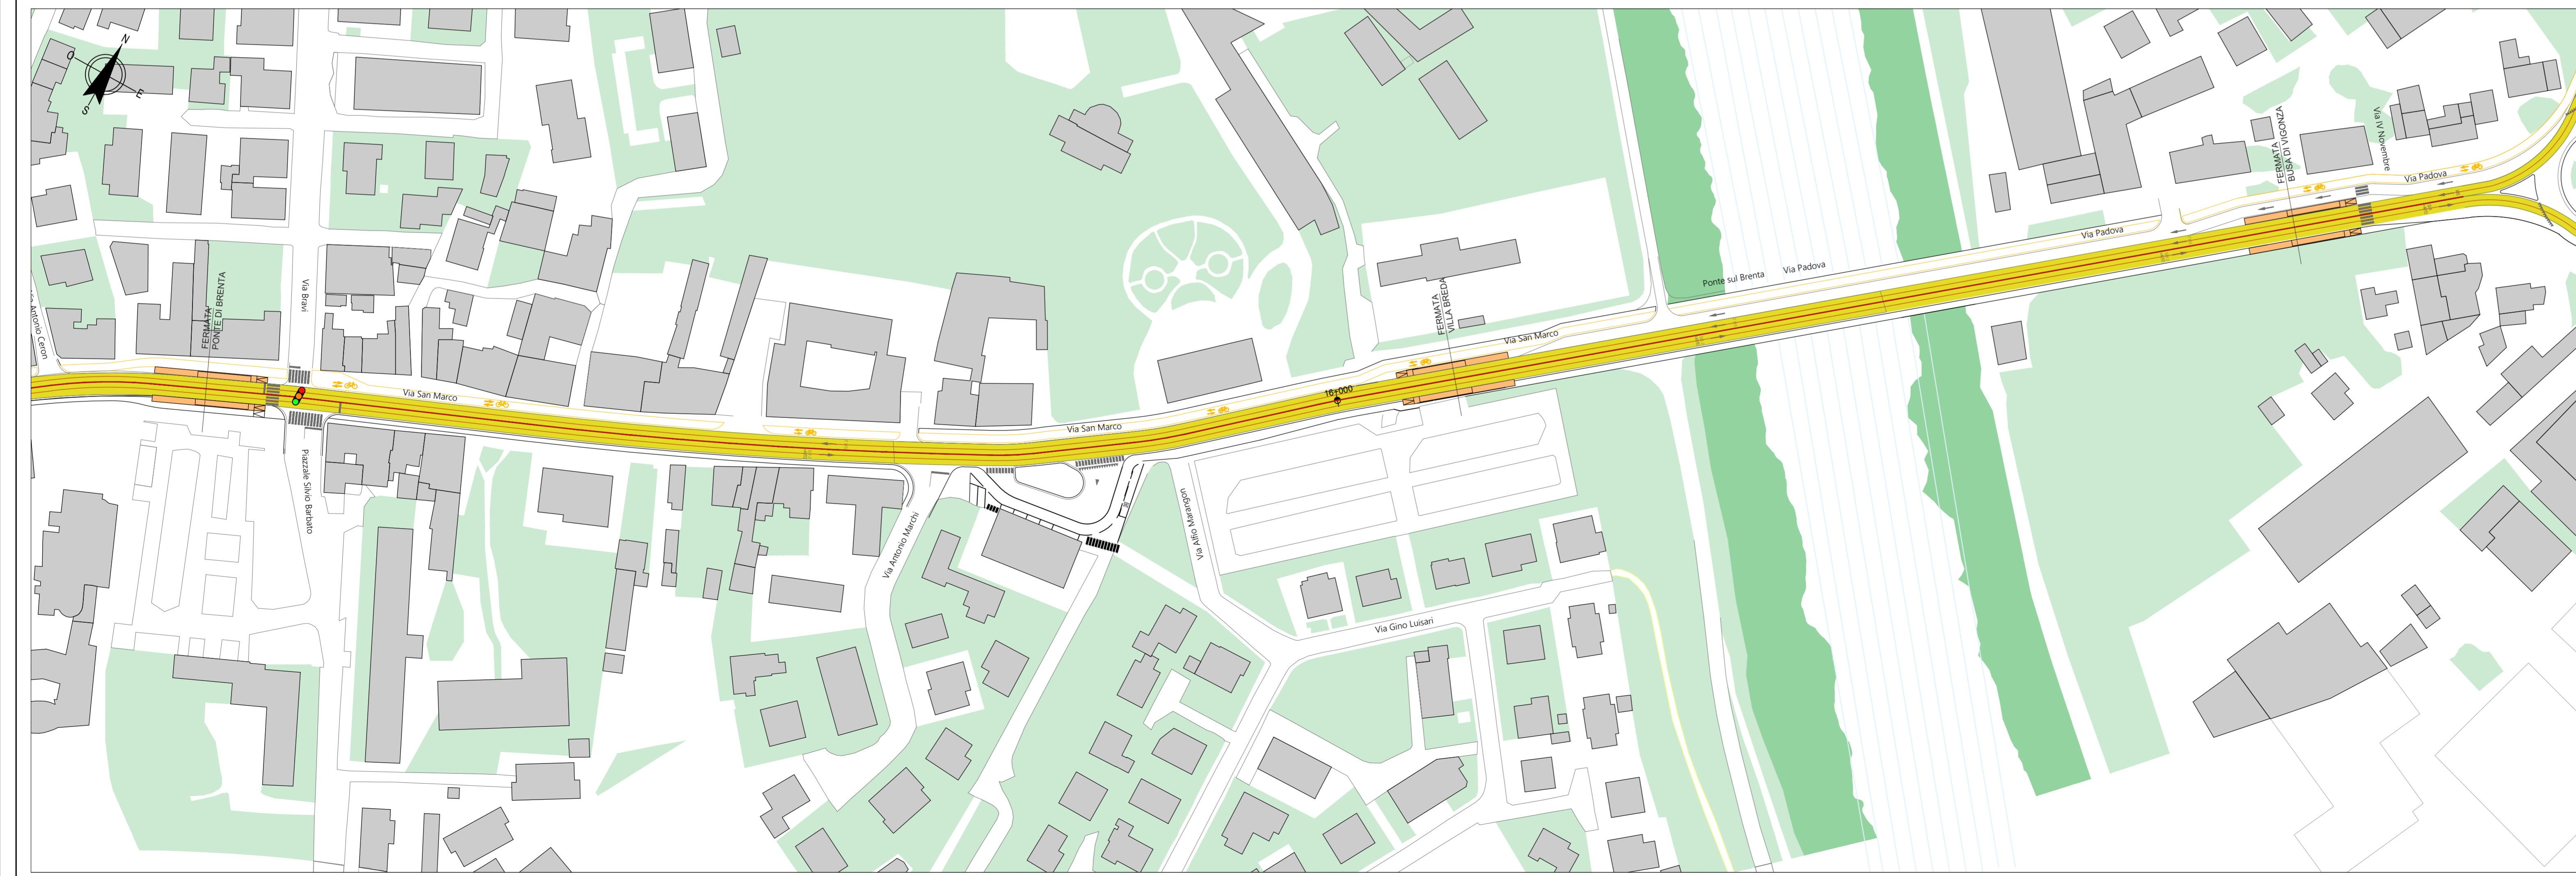 N
O
E
S
Via Antonio Ceron
FERMATA
PONTE DI BRENTA
Via Bravi
Via San Marco
Piazzale Silvio Barbato
Via Antonio Marchi
Via San Marco
Via Alfio Marangon
16+000
FERMATA
VILLA BREDA
Via San Marco
Via Gino Luisari
Ponte sul Brenta
Via Padova
Via Padova
FERMATA
BUSA DI VIGONZA
Via IV Novembre
Via Padova